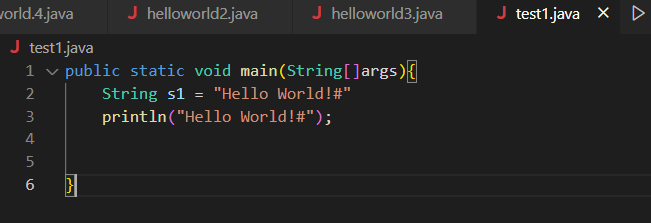 world.4.java J helloworld2.java J helloworld3.java J test1.java
J test1.java
1 public static void main(String[]args){
2 String s1 = "Hello World!#"
3 println("Hello World!#");
4
5
6 }